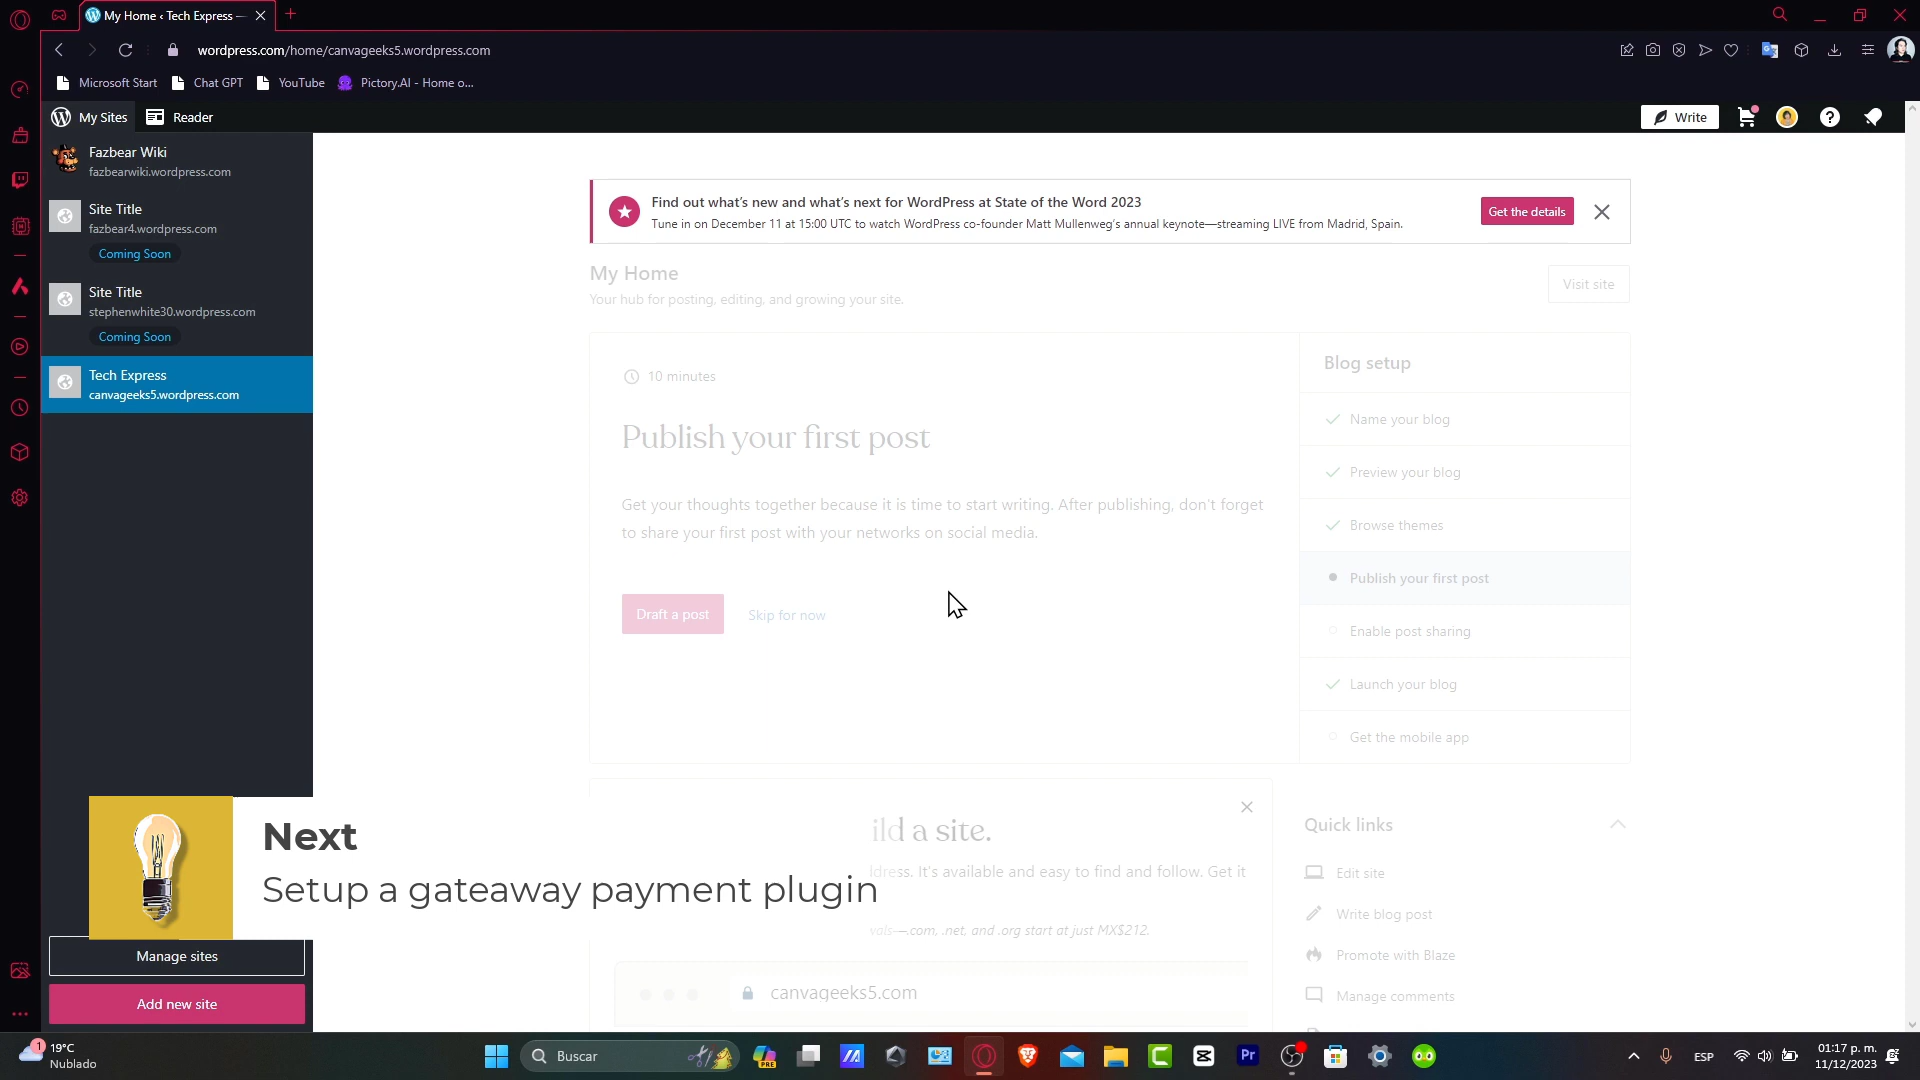 My Home ‹ Tech Express —
wordpress.com/home/canvageeks5.wordpress.com
Microsoft Start
Chat GPT
YouTube
Pictory.AI - Home o...
My Sites
Reader
Write
Fazbear Wiki
fazbearwiki.wordpress.com
Site Title
fazbear4.wordpress.com
Coming Soon
Site Title
stephenwhite30.wordpress.com
Coming Soon
Tech Express
canvageeks5.wordpress.com
Find out what's new and what's next for WordPress at State of the Word 2023
Tune in on December 11 at 15:00 UTC to watch WordPress co-founder Matt Mullenweg's annual keynote—streaming LIVE from Madrid, Spain.
Get the details
My Home
Your hub for posting, editing, and growing your site.
Visit site
10 minutes
Publish your first post
Get your thoughts together because it is time to start writing. After publishing, don't forget
to share your first post with your networks on social media.
Draft a post
Skip for now
Blog setup
Name your blog
Preview your blog
Browse themes
Publish your first post
Enable post sharing
Launch your blog
Get the mobile app
Next
Setup a gateaway payment plugin
ild a site.
ldress. It's available and easy to find and follow. Get it
vals—.com, .net, and .org start at just MX$212.
canvageeks5.com
Quick links
Edit site
Write blog post
Promote with Blaze
Manage comments
Manage sites
Add new site
1
19°C
Nublado
Buscar
PRE
Pr
ESP
01:17 p. m.
11/12/2023